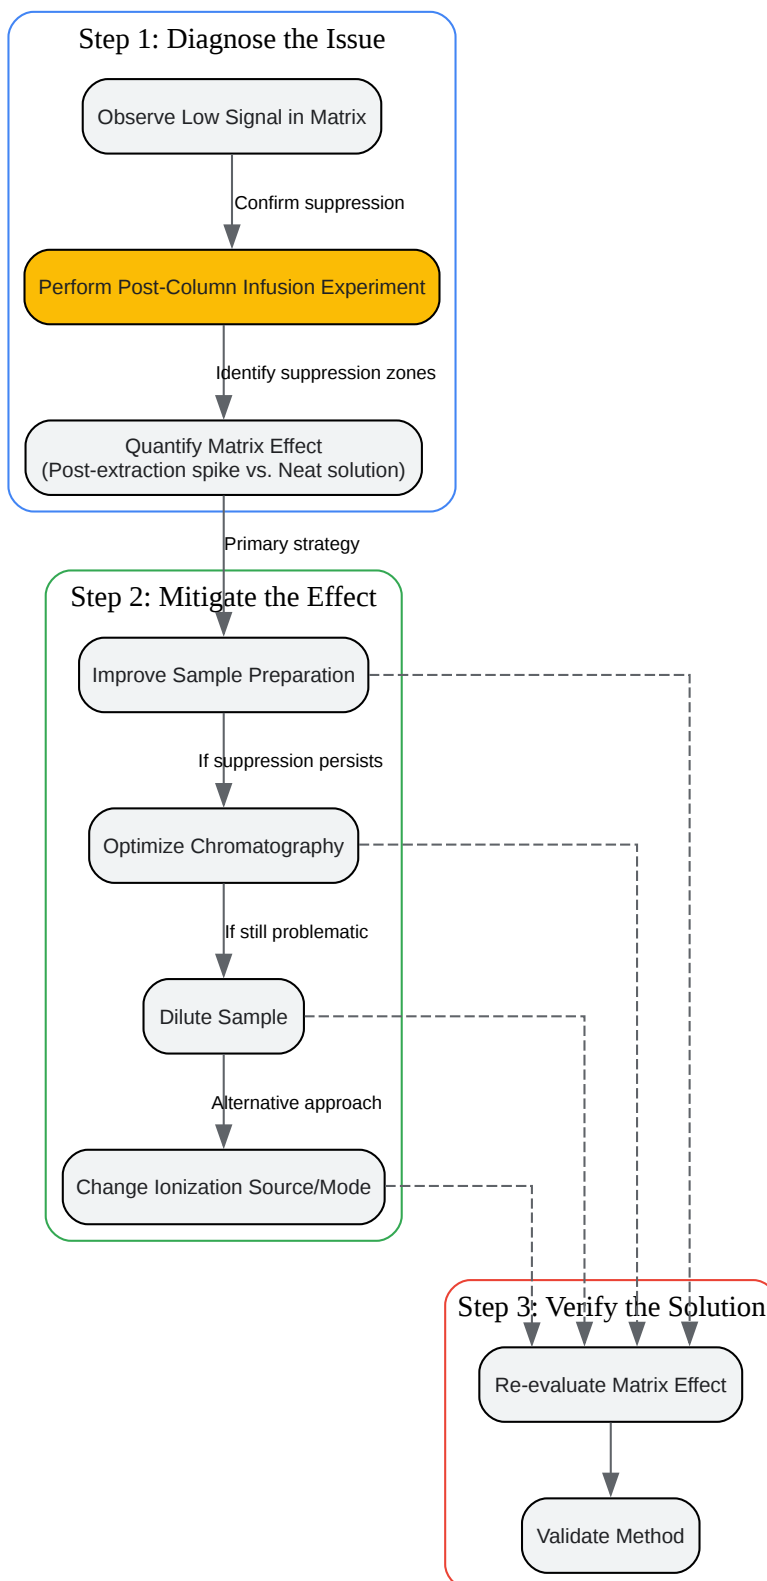 Step 1: Diagnose the Issue
Observe Low Signal in Matrix
Confirm suppression
Perform Post-Column Infusion Experiment
Identify suppression zones
Quantify Matrix Effect
(Post-extraction spike vs. Neat solution)
Primary strategy
Step 2: Mitigate the Effect
Improve Sample Preparation
If suppression persists
Optimize Chromatography
If still problematic
Dilute Sample
Alternative approach
Change Ionization Source/Mode
Step 3: Verify the Solution
Re-evaluate Matrix Effect
Validate Method